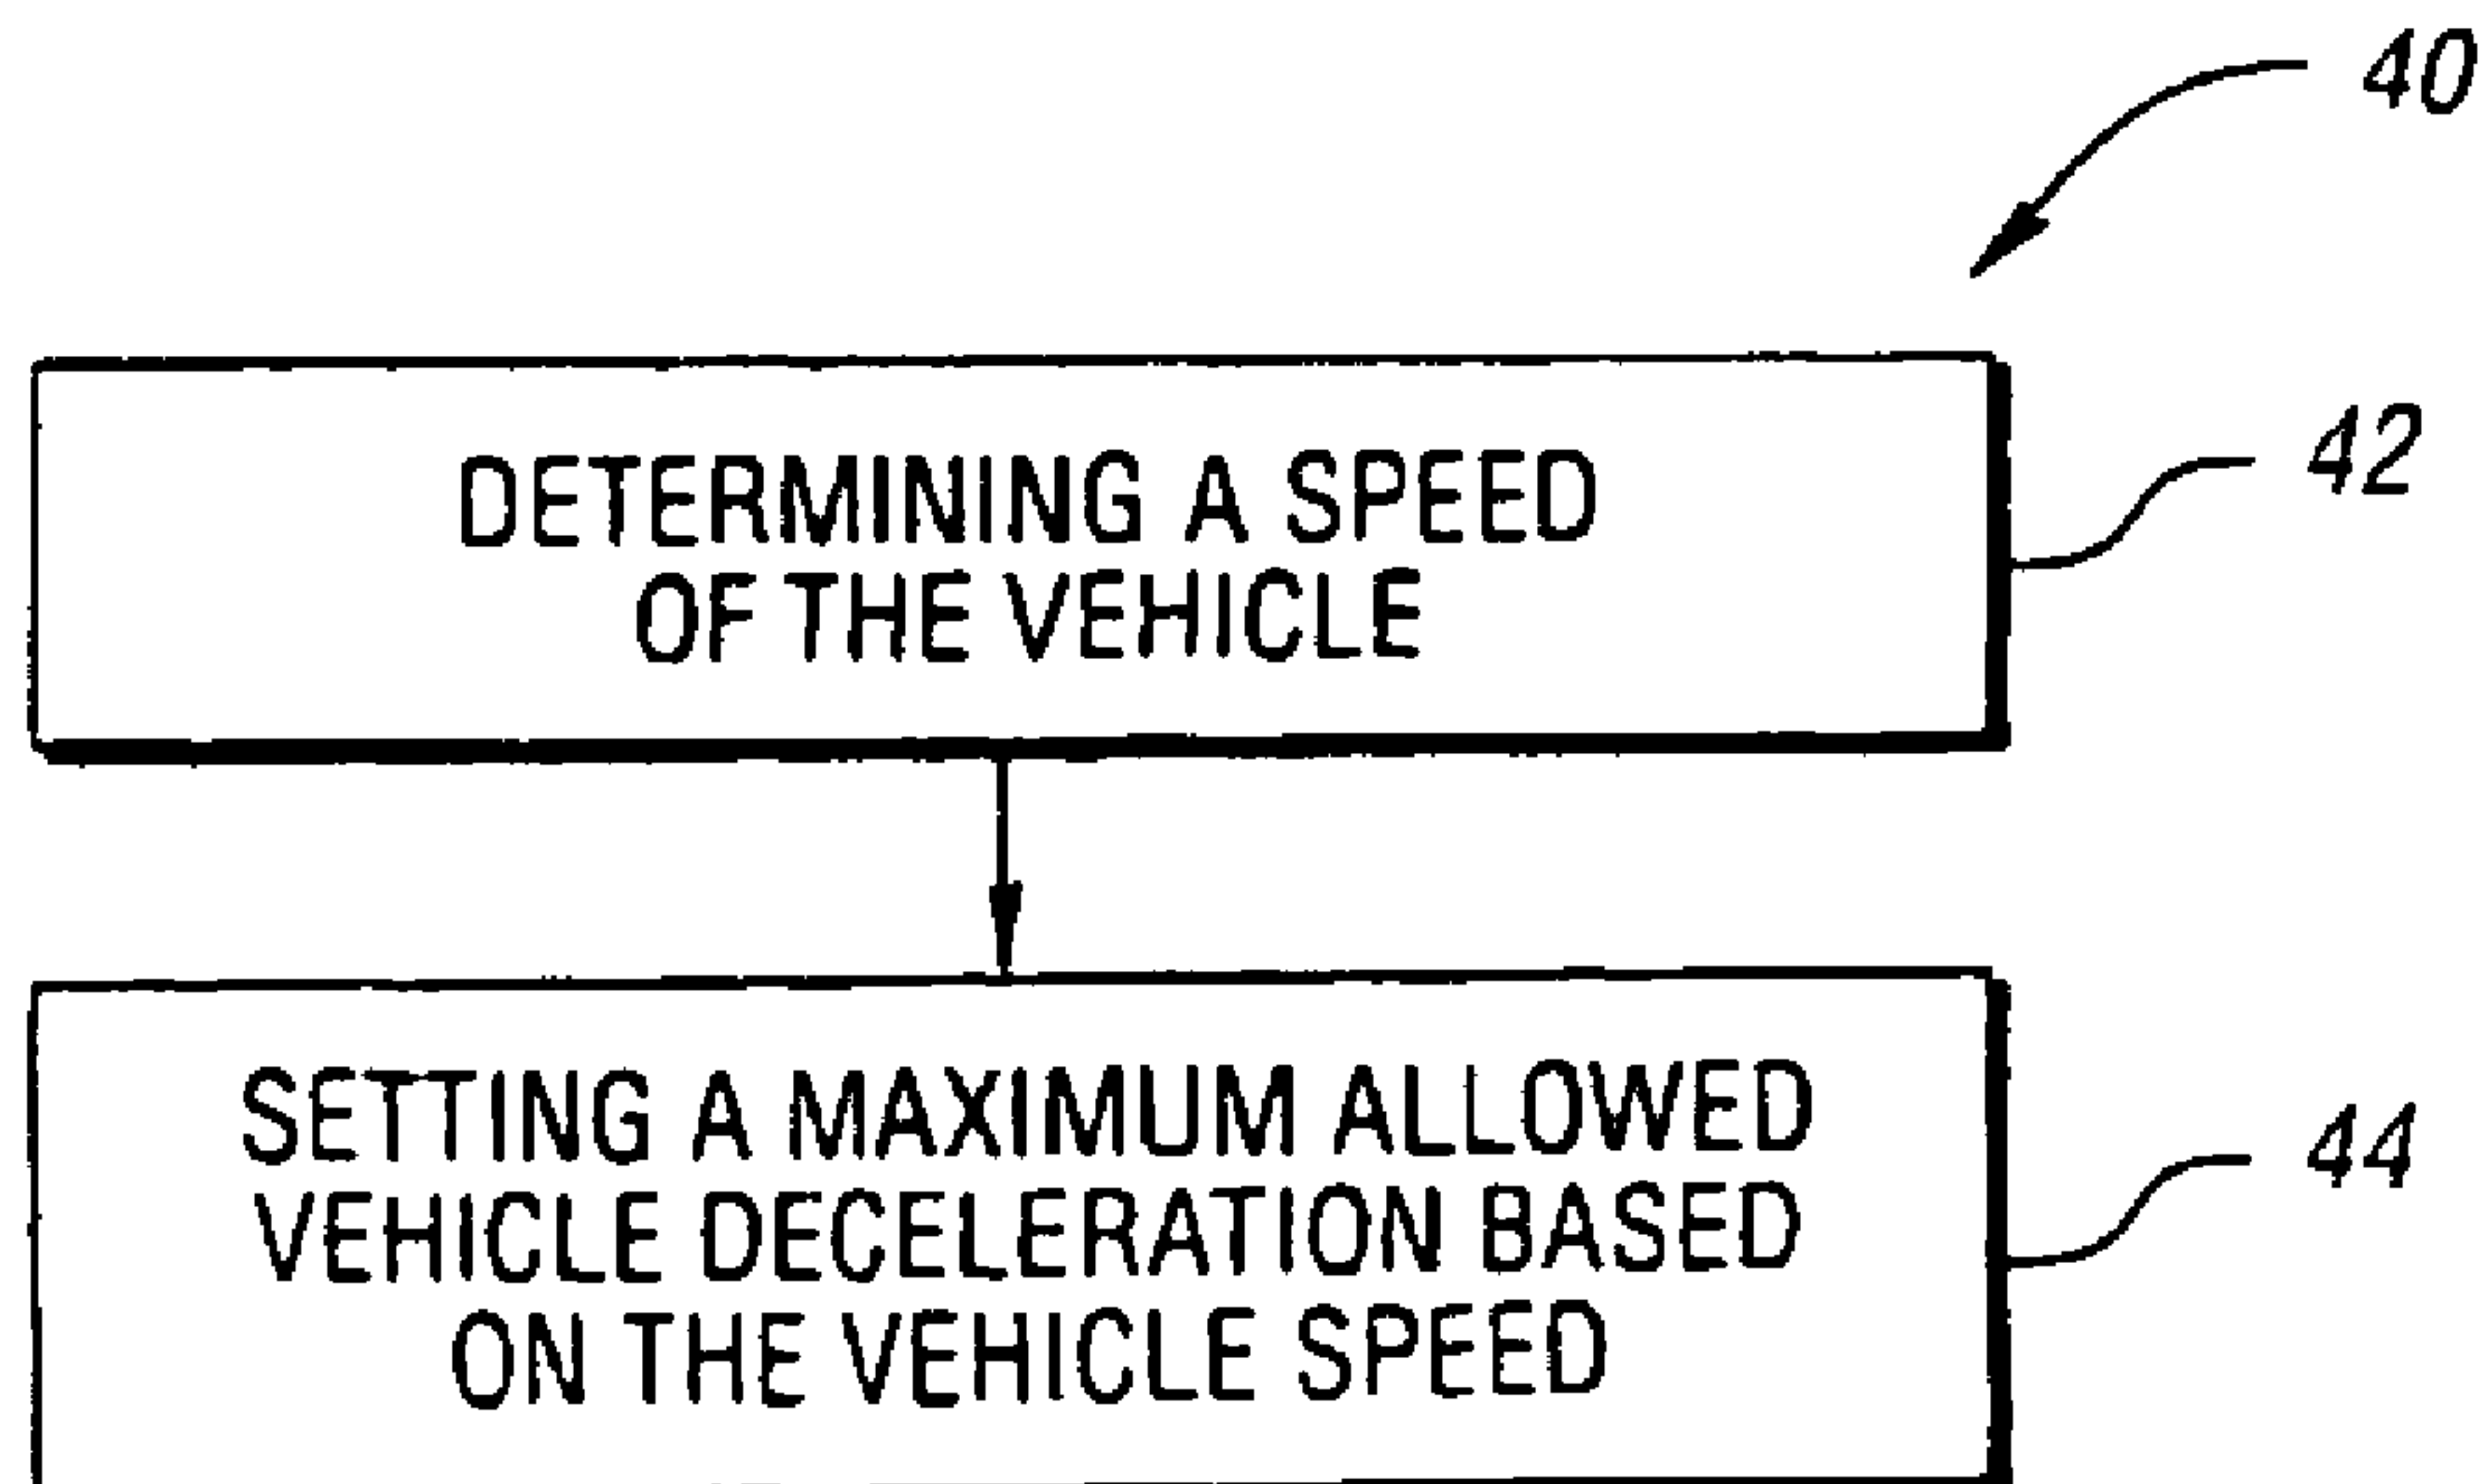 40
DETERMINING A SPEED
OF THE VEHICLE
42
SETTING A MAXIMUM ALLOWED
VEHICLE DECELERATION BASED
ON THE VEHICLE SPEED
44